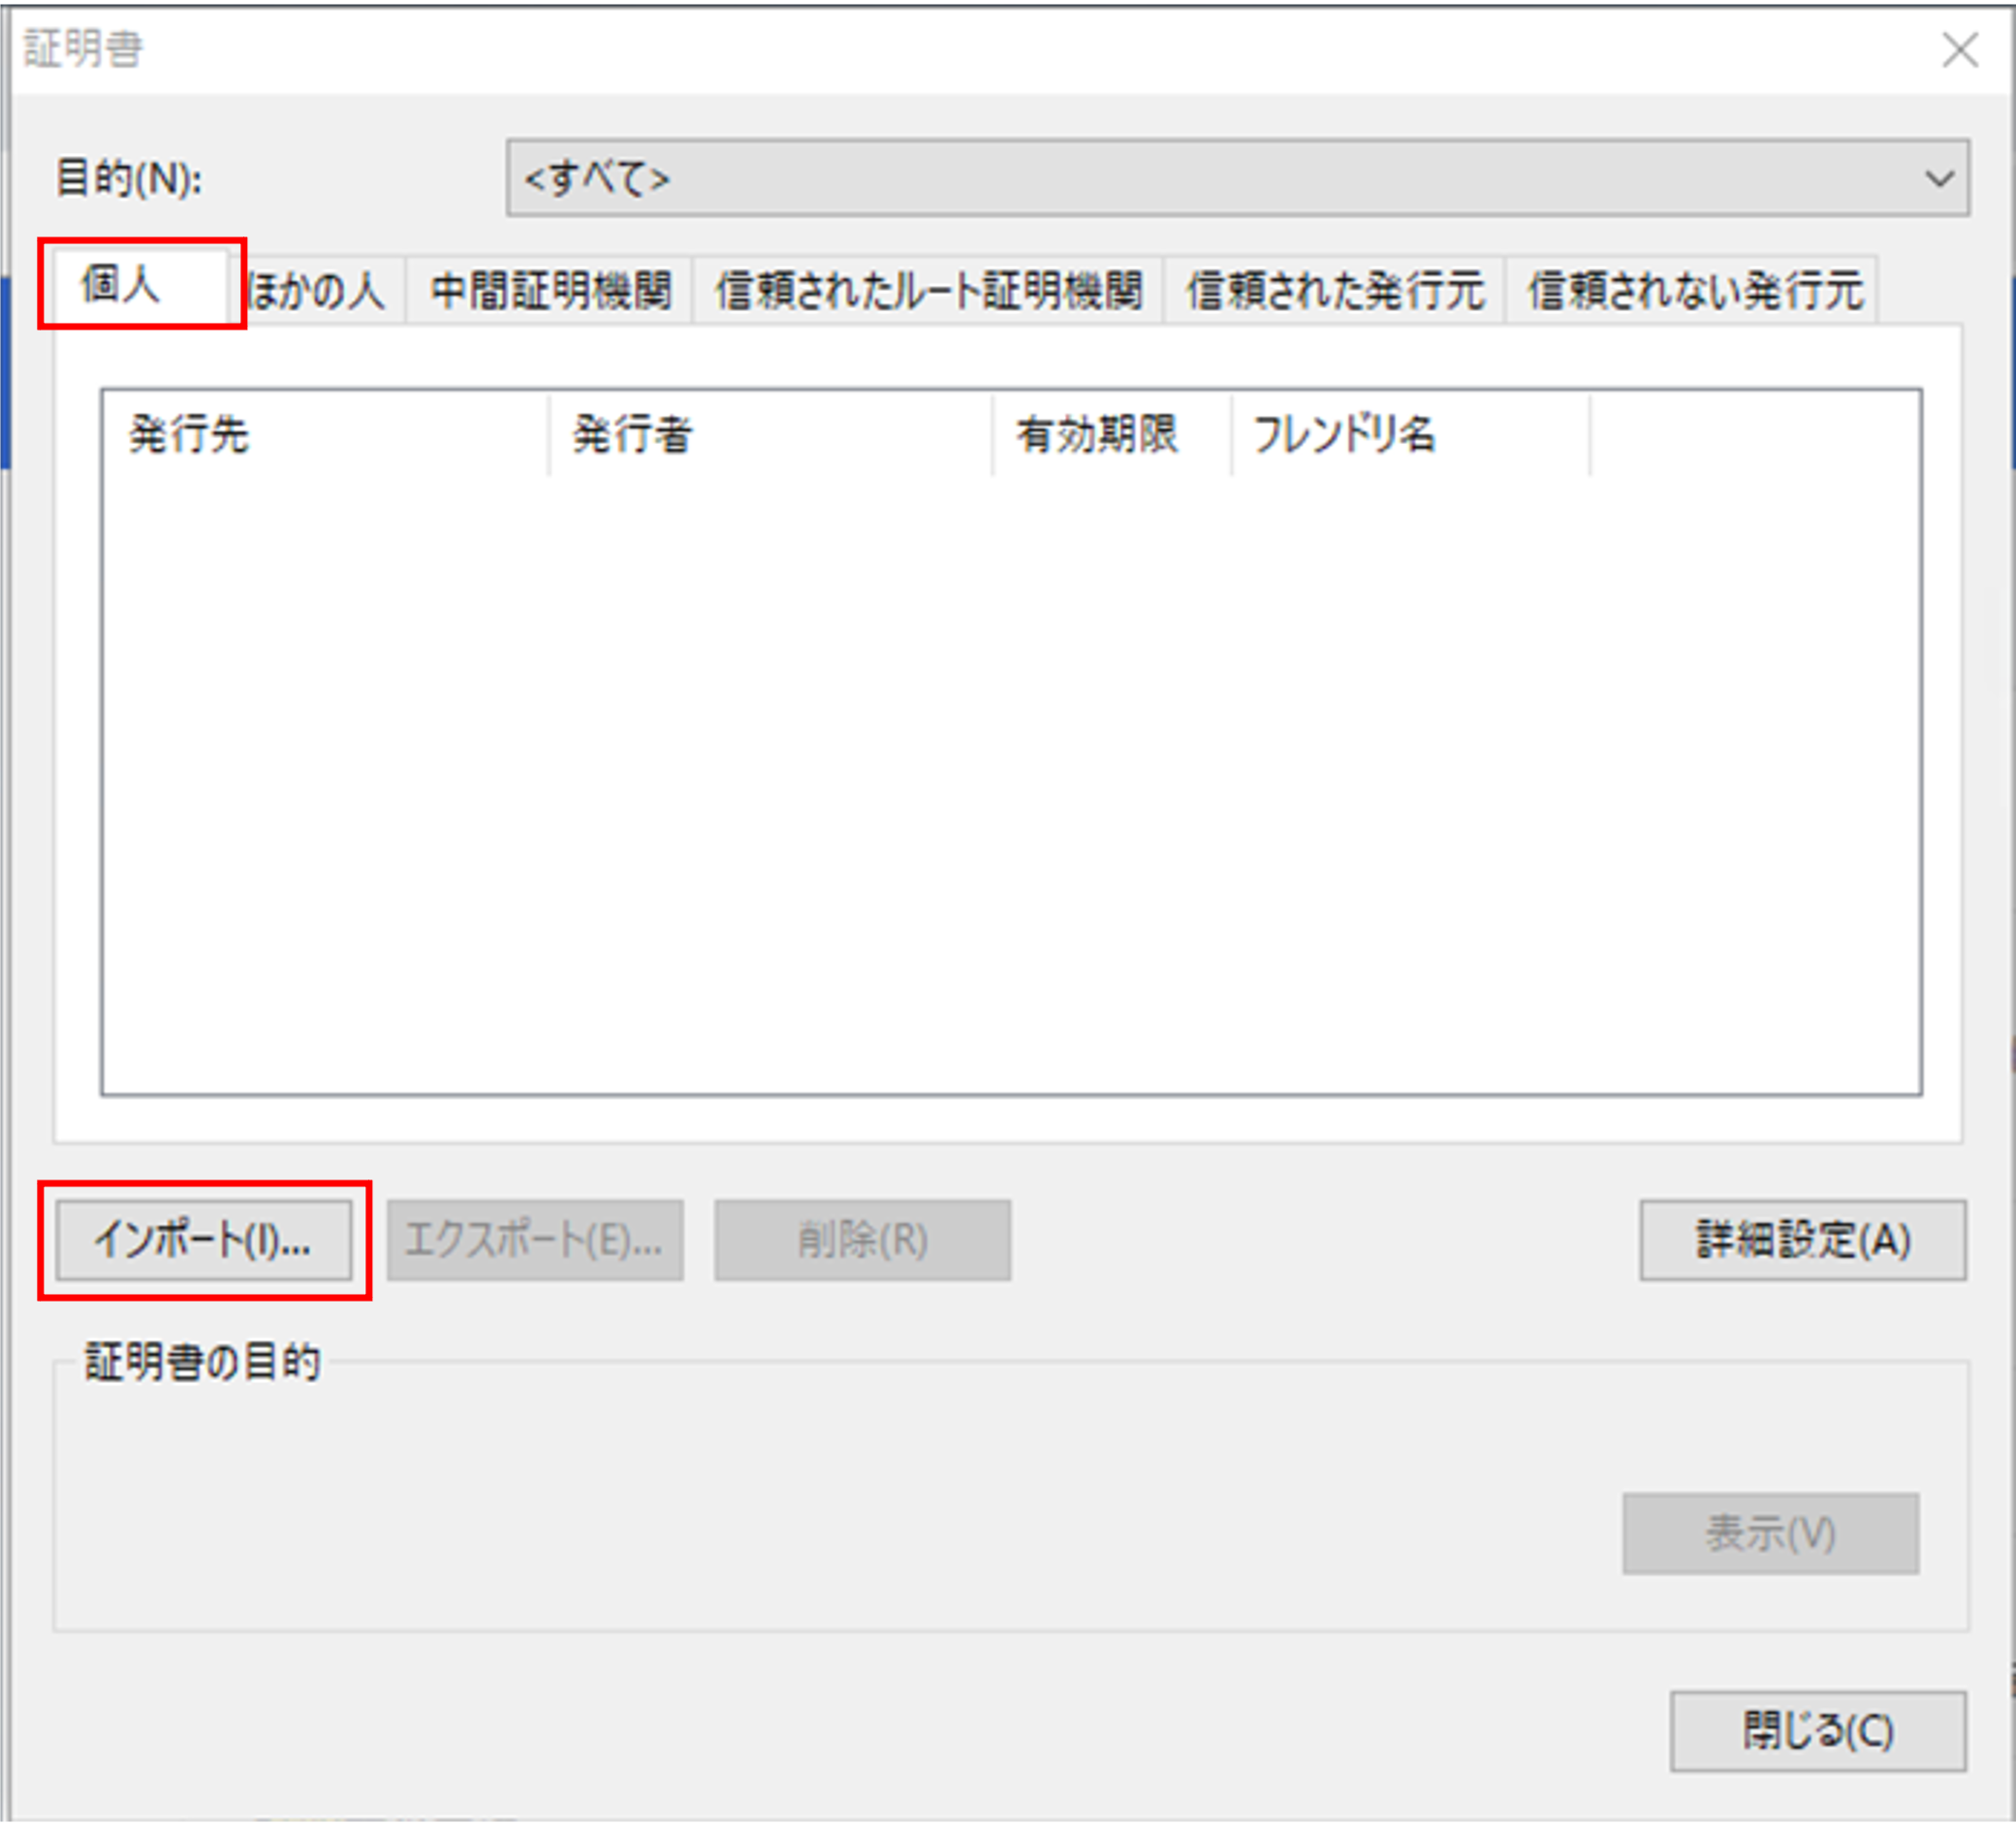 証明書
目的(N): <すべて>
個人 ほかの人 中間証明機関 信頼されたルート証明機関 信頼された発行元 信頼されない発行元
発行先 発行者 有効期限 フレンドリ名
インポート(I)... エクスポート(E)... 削除(R) 詳細設定(A)
証明書の目的
表示(V)
閉じる(C)